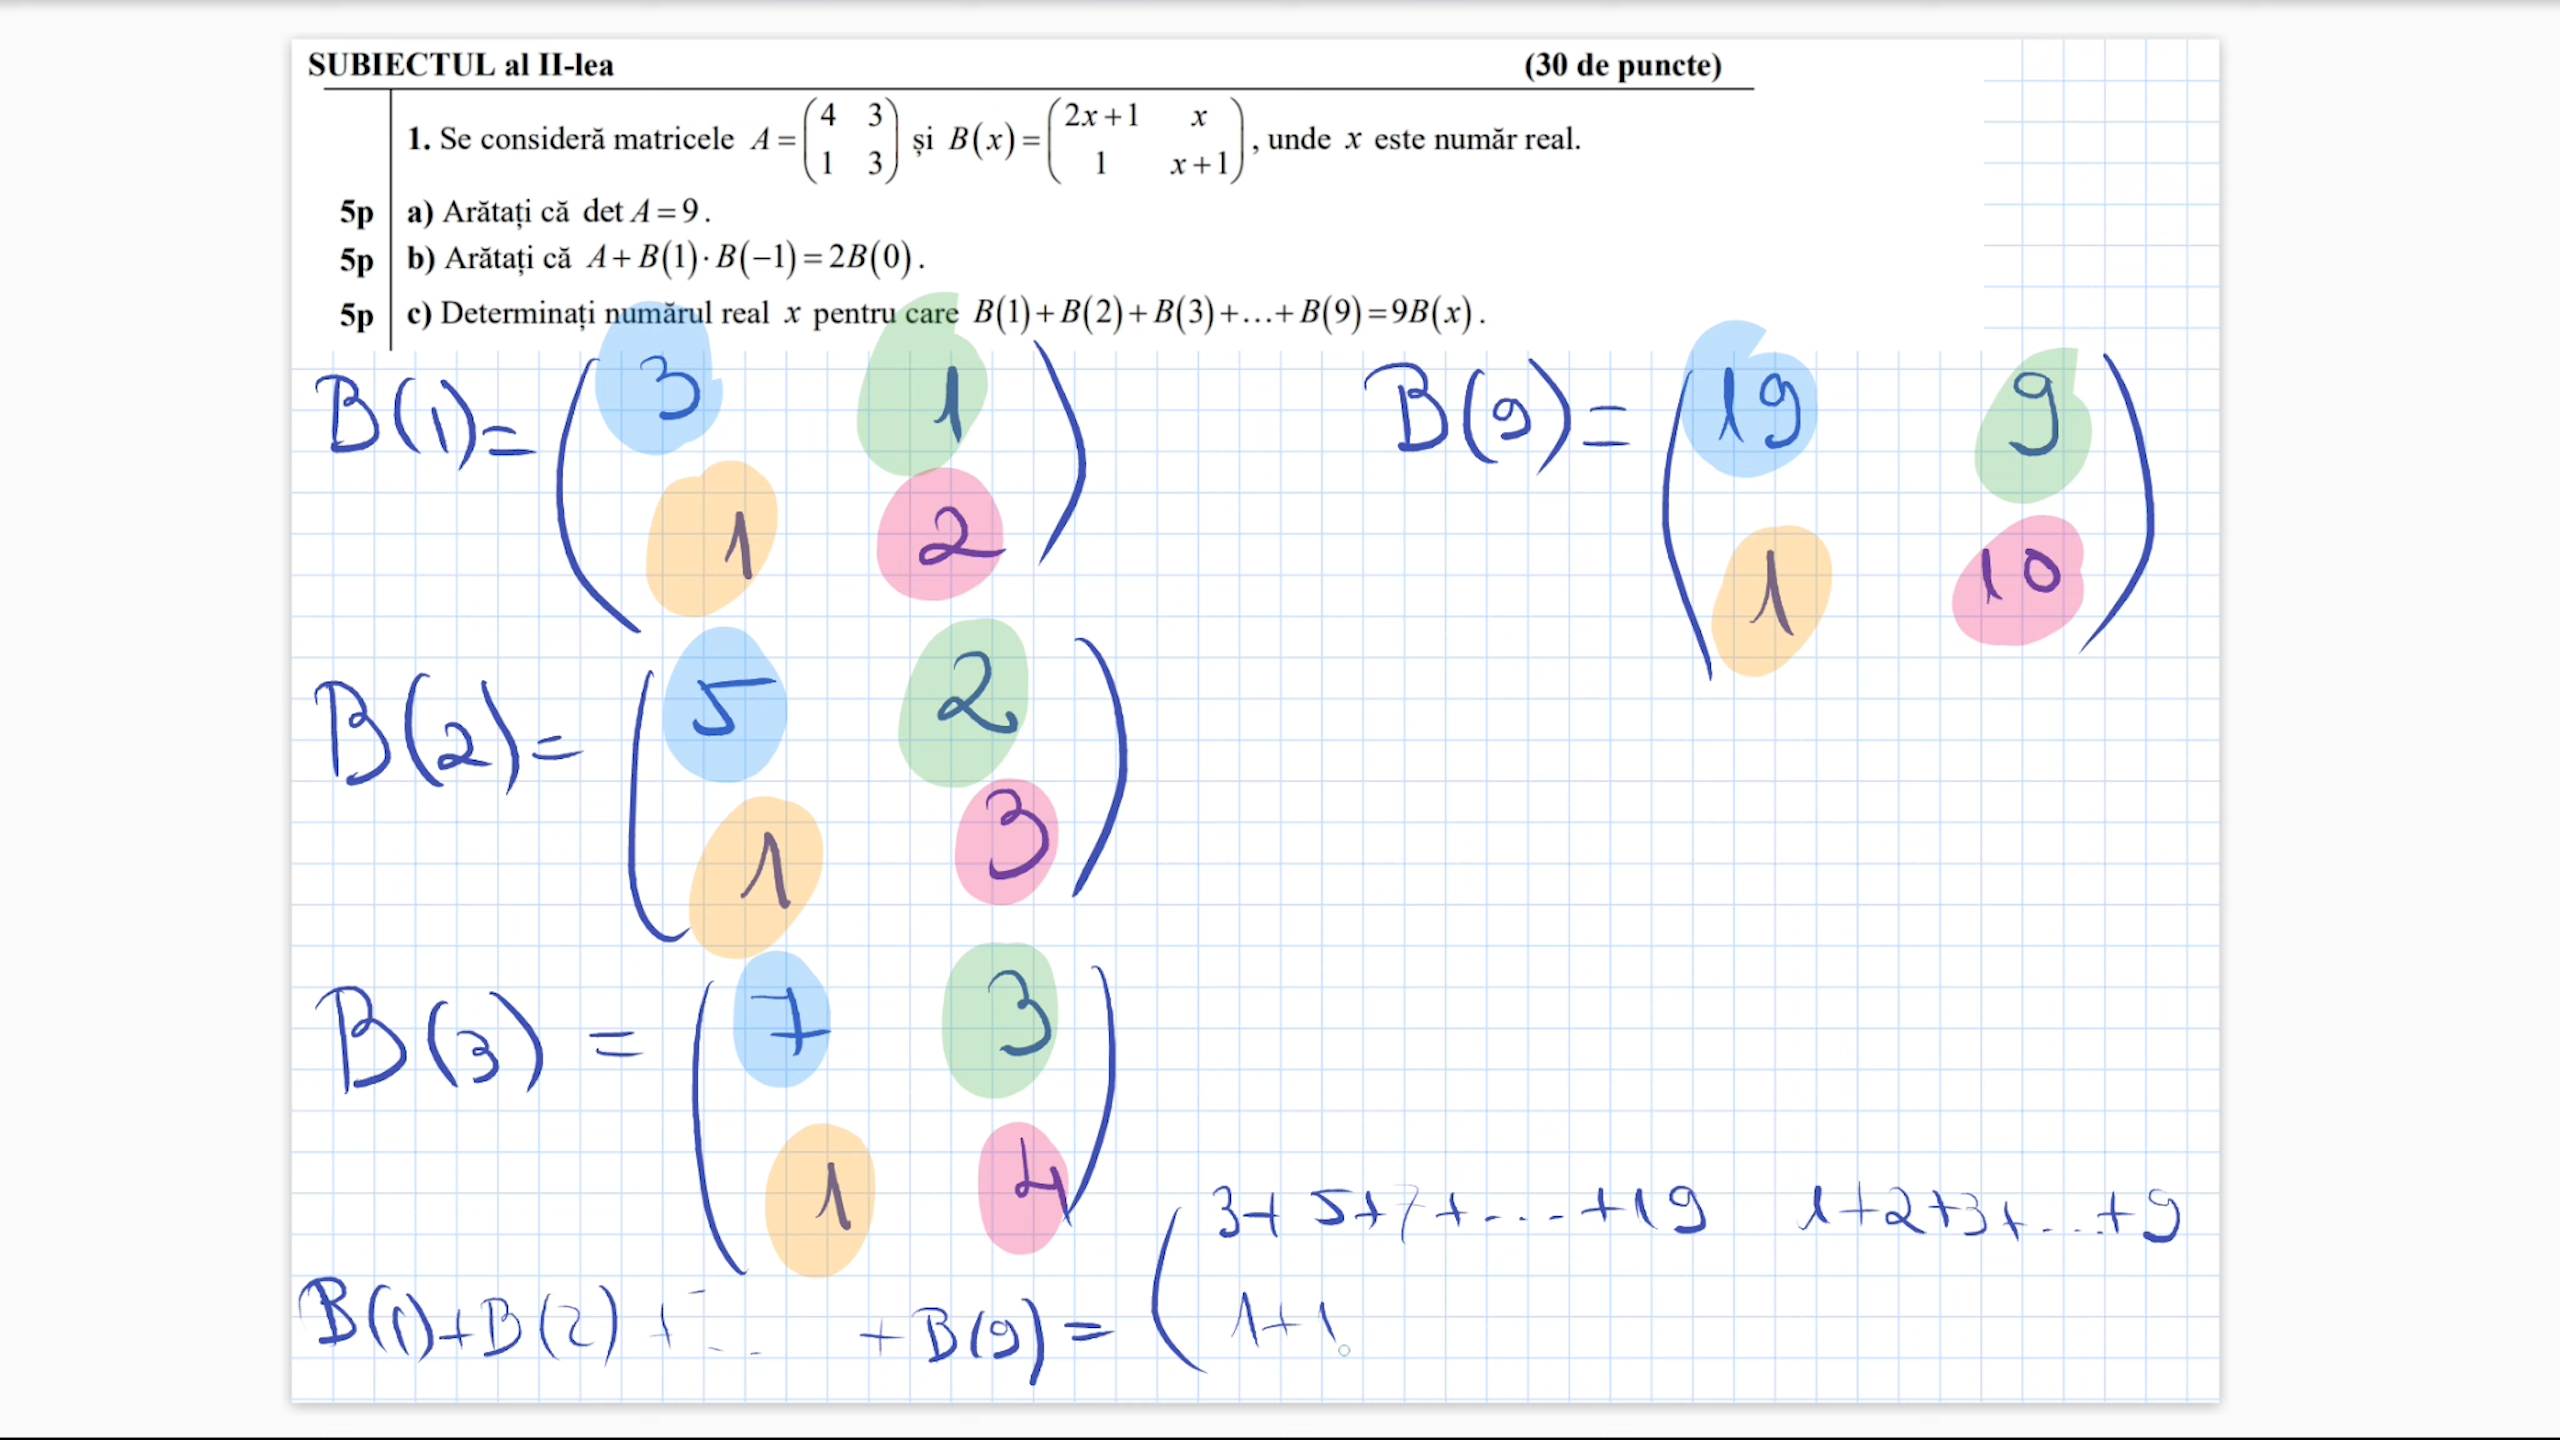 SUBIECTUL al II-lea (30 de puncte)
1. Se consideră matricele A = (4 3 / 1 3) și B(x) = (2x+1 x / 1 x+1), unde x este număr real.
5p a) Arătați că det A = 9.
5p b) Arătați că A + B(1)·B(−1) = 2B(0).
5p c) Determinați numărul real x pentru care B(1)+B(2)+B(3)+...+B(9)=9B(x).
B(1)= (3 1 / 1 2)
B(9)= (19 9 / 1 10)
B(2)= (5 2 / 1 3)
B(3) = (7 3 / 1 4)
B(1)+B(2)+... +B(9)= (3+5+7+...+19 1+2+3+...+9 / 1+1